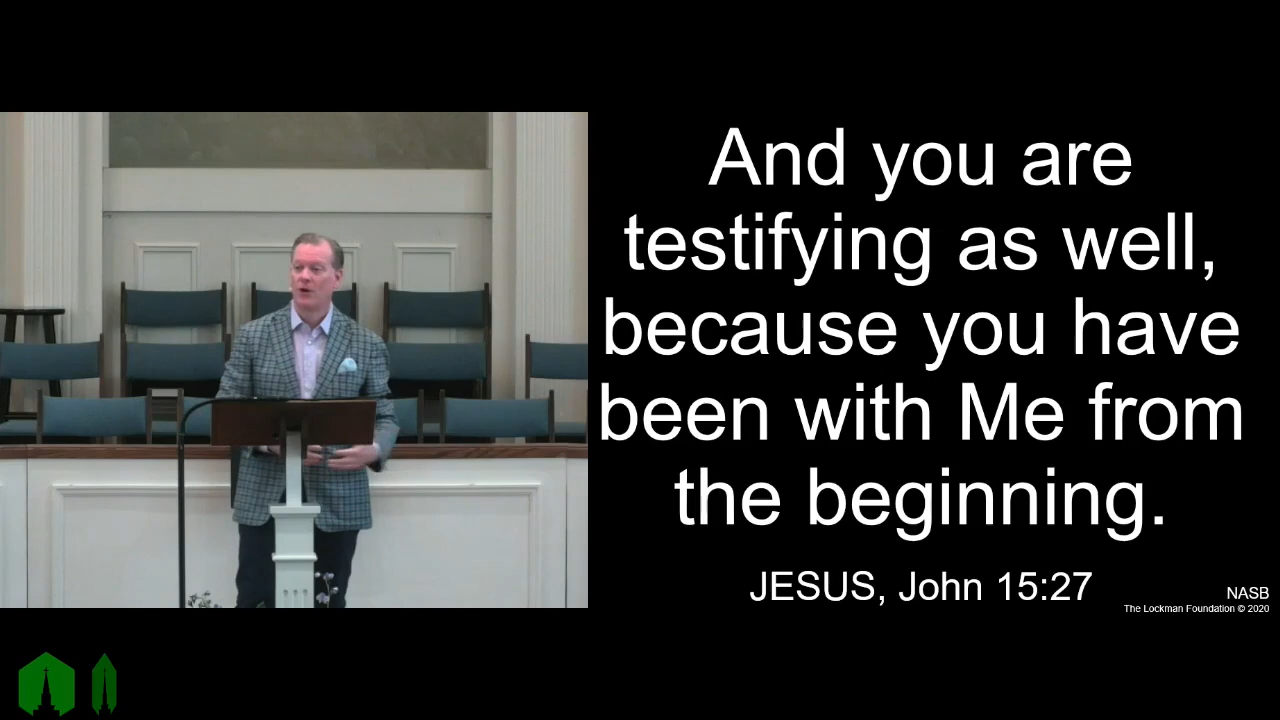 And you are
testifying as well,
because you have
been with Me from
the beginning.
JESUS, John 15:27
NASB
The Lockman Foundation © 2020